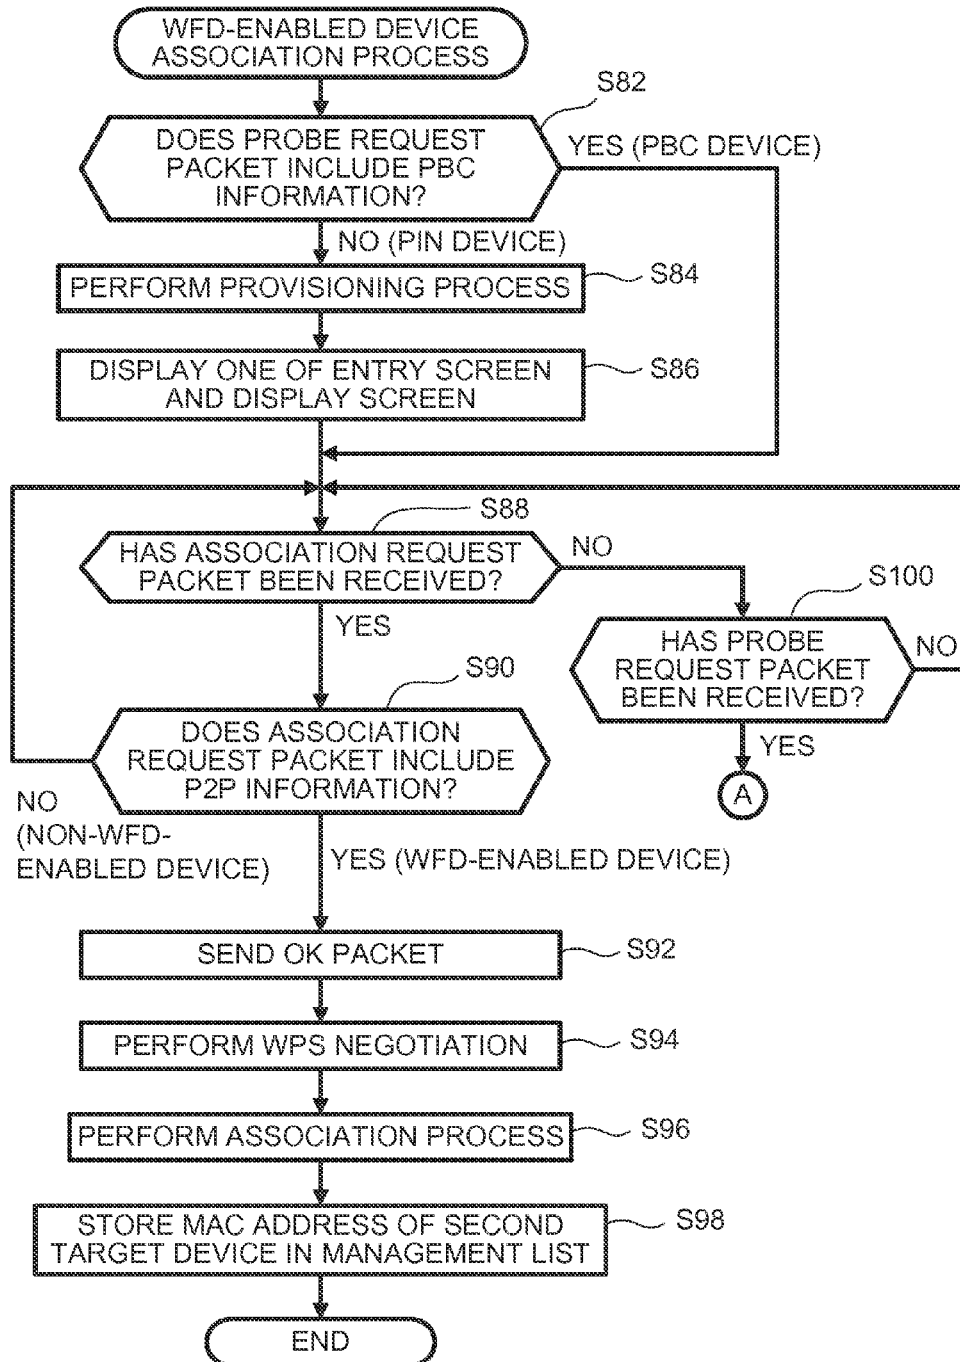 WFD-ENABLED DEVICE
ASSOCIATION PROCESS
S82
DOES PROBE REQUEST
PACKET INCLUDE PBC
INFORMATION?
YES (PBC DEVICE)
NO (PIN DEVICE)
PERFORM PROVISIONING PROCESS
S84
DISPLAY ONE OF ENTRY SCREEN
AND DISPLAY SCREEN
S86
S88
HAS ASSOCIATION REQUEST
PACKET BEEN RECEIVED?
NO
YES
S100
HAS PROBE
REQUEST PACKET
BEEN RECEIVED?
NO
YES
A
S90
DOES ASSOCIATION
REQUEST PACKET INCLUDE
P2P INFORMATION?
NO
(NON-WFD-
ENABLED DEVICE)
YES (WFD-ENABLED DEVICE)
SEND OK PACKET
S92
PERFORM WPS NEGOTIATION
S94
PERFORM ASSOCIATION PROCESS
S96
STORE MAC ADDRESS OF SECOND
TARGET DEVICE IN MANAGEMENT LIST
S98
END